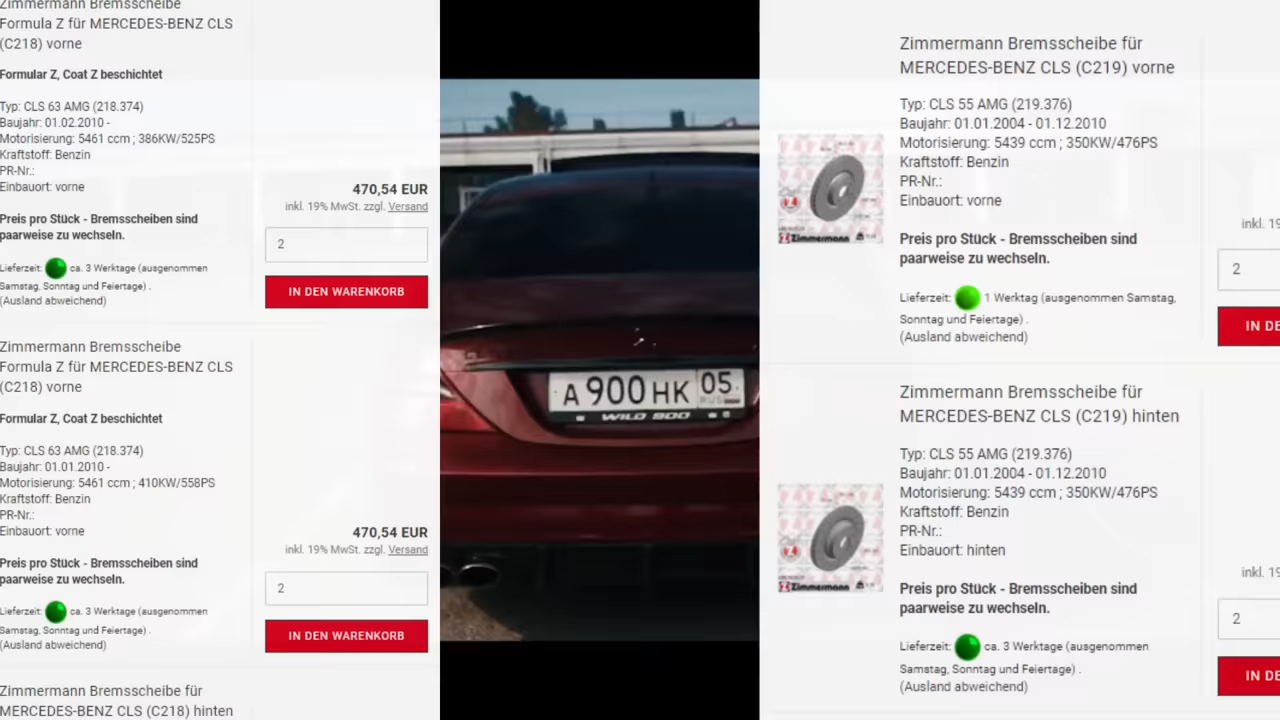 Zimmermann Bremsscheibe
Formula Z für MERCEDES-BENZ CLS
(C218) vorne
Formular Z, Coat Z beschichtet
Typ: CLS 63 AMG (218.374)
Baujahr: 01.02.2010 -
Motorisierung: 5461 ccm ; 386KW/525PS
Kraftstoff: Benzin
PR-Nr.:
Einbauort: vorne
470,54 EUR
inkl. 19% MwSt. zzgl. Versand
Preis pro Stück - Bremsscheiben sind
paarweise zu wechseln.
2
Lieferzeit: ca. 3 Werktage (ausgenommen
Samstag, Sonntag und Feiertage) .
(Ausland abweichend)
IN DEN WARENKORB
Zimmermann Bremsscheibe
Formula Z für MERCEDES-BENZ CLS
(C218) vorne
Formular Z, Coat Z beschichtet
Typ: CLS 63 AMG (218.374)
Baujahr: 01.01.2010 -
Motorisierung: 5461 ccm ; 410KW/558PS
Kraftstoff: Benzin
PR-Nr.:
Einbauort: vorne
470,54 EUR
inkl. 19% MwSt. zzgl. Versand
Preis pro Stück - Bremsscheiben sind
paarweise zu wechseln.
2
Lieferzeit: ca. 3 Werktage (ausgenommen
Samstag, Sonntag und Feiertage) .
(Ausland abweichend)
IN DEN WARENKORB
Zimmermann Bremsscheibe für
MERCEDES-BENZ CLS (C218) hinten
А 900 НК 05
RUS
WILD 900
Zimmermann Bremsscheibe für
MERCEDES-BENZ CLS (C219) vorne
Typ: CLS 55 AMG (219.376)
Baujahr: 01.01.2004 - 01.12.2010
Motorisierung: 5439 ccm ; 350KW/476PS
Kraftstoff: Benzin
PR-Nr.:
Einbauort: vorne
Zimmermann
inkl. 19
Preis pro Stück - Bremsscheiben sind
paarweise zu wechseln.
2
Lieferzeit: 1 Werktag (ausgenommen Samstag,
Sonntag und Feiertage) .
(Ausland abweichend)
IN DE
Zimmermann Bremsscheibe für
MERCEDES-BENZ CLS (C219) hinten
Typ: CLS 55 AMG (219.376)
Baujahr: 01.01.2004 - 01.12.2010
Motorisierung: 5439 ccm ; 350KW/476PS
Kraftstoff: Benzin
PR-Nr.:
Einbauort: hinten
Zimmermann
inkl. 19
Preis pro Stück - Bremsscheiben sind
paarweise zu wechseln.
2
Lieferzeit: ca. 3 Werktage (ausgenommen
Samstag, Sonntag und Feiertage) .
(Ausland abweichend)
IN DE